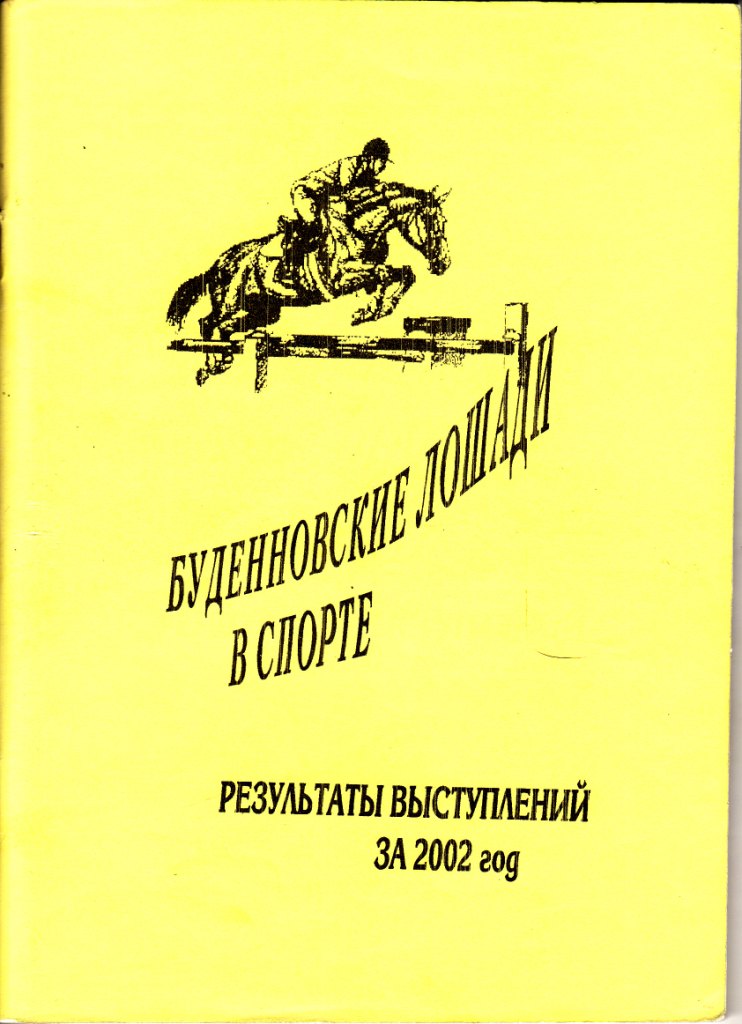 БУДЕННОВСКИЕ ЛОШАДИ
В СПОРТЕ
РЕЗУЛЬТАТЫ ВЫСТУПЛЕНИЙ
ЗА 2002 год